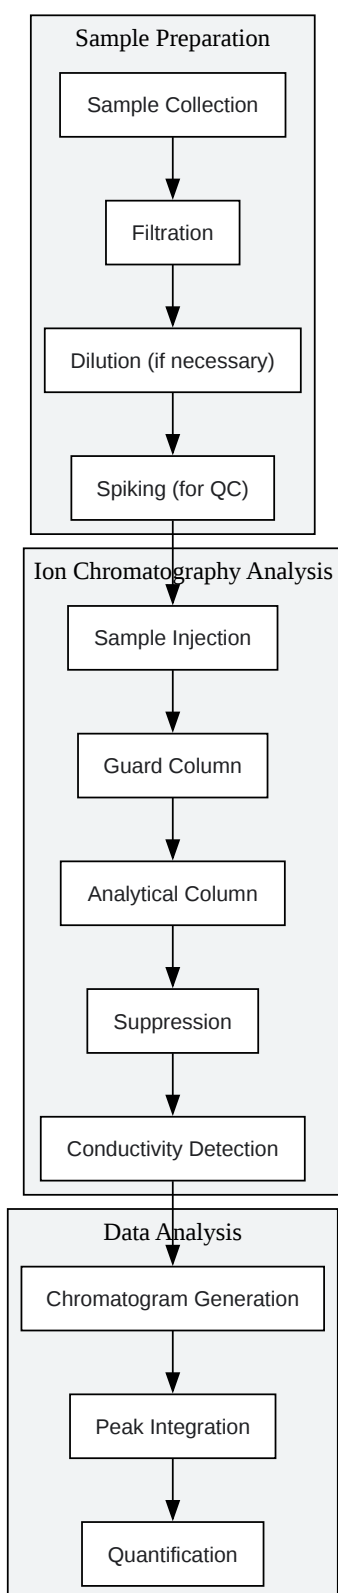 Sample Preparation
Sample Collection
Filtration
Dilution (if necessary)
Spiking (for QC)
Ion Chromatography Analysis
Sample Injection
Guard Column
Analytical Column
Suppression
Conductivity Detection
Data Analysis
Chromatogram Generation
Peak Integration
Quantification